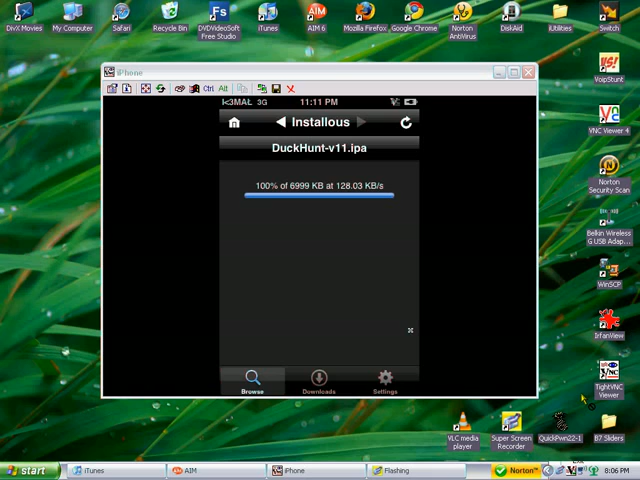 DivX Movies
My Computer
Safari
Recycle Bin
DVDVideoSoft
Free Studio
iTunes
AIM 6
Mozilla Firefox
Google Chrome
Norton
AntiVirus
DiskAid
iUtilities
Switch
iPhone
Ctrl Alt
3G
11:11 PM
Installous
DuckHunt-v11.ipa
100% of 6999 KB at 128.03 KB/s
Browse
Downloads
Settings
VoipStunt
VNC Viewer 4
Norton
Security Scan
Belkin Wireless
G USB Adap...
WinSCP
IrfanView
TightVNC
Viewer
VLC media
player
Super Screen
Recorder
QuickPwn22-1
B7 Sliders
start
iTunes
AIM
iPhone
Flashing
Norton™
8:06 PM